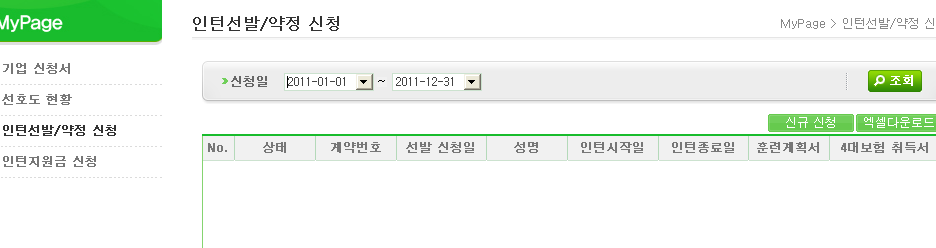 MyPage
인턴선발/약정 신청
MyPage > 인턴선발/약정 신
기업 신청서
선호도 현황
인턴선발/약정 신청
인턴지원금 신청
신청일 2011-01-01 ~ 2011-12-31 조회
신규 신청 엑셀다운로드
No. 상태 계약번호 선발 신청일 성명 인턴시작일 인턴종료일 훈련계획서 4대보험 취득서